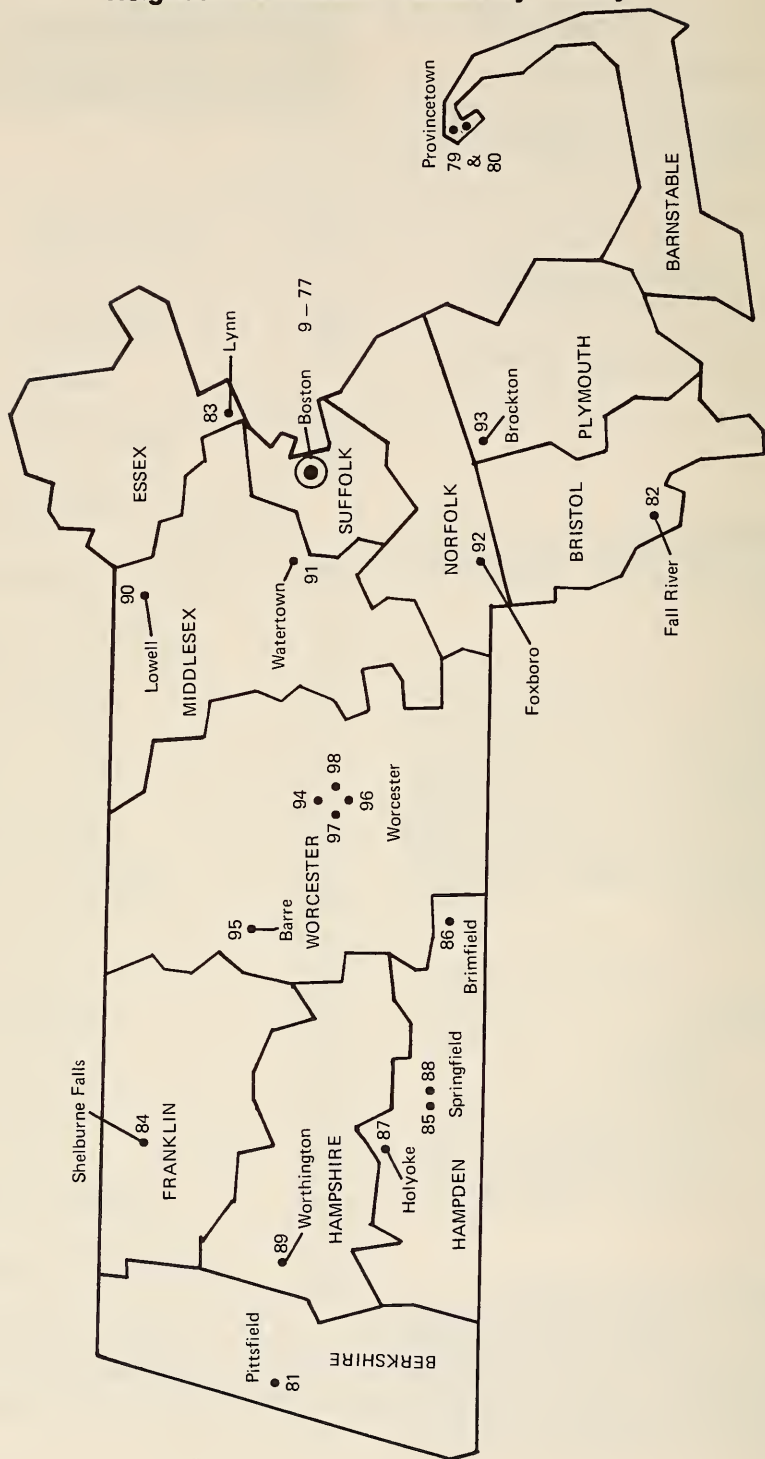 Provincetown
79
&
80
BARNSTABLE
ESSEX
83
Lynn
9 – 77
Boston
SUFFOLK
90
Lowell
MIDDLESEX
Watertown
91
NORFOLK
92
Foxboro
93
Brockton
PLYMOUTH
BRISTOL
82
Fall River
94
98
97
96
WORCESTER
Worcester
95
Barre
86
Brimfield
Shelburne Falls
84
FRANKLIN
89
Worthington
HAMPSHIRE
87
Holyoke
85
88
Springfield
HAMPDEN
Pittsfield
81
BERKSHIRE